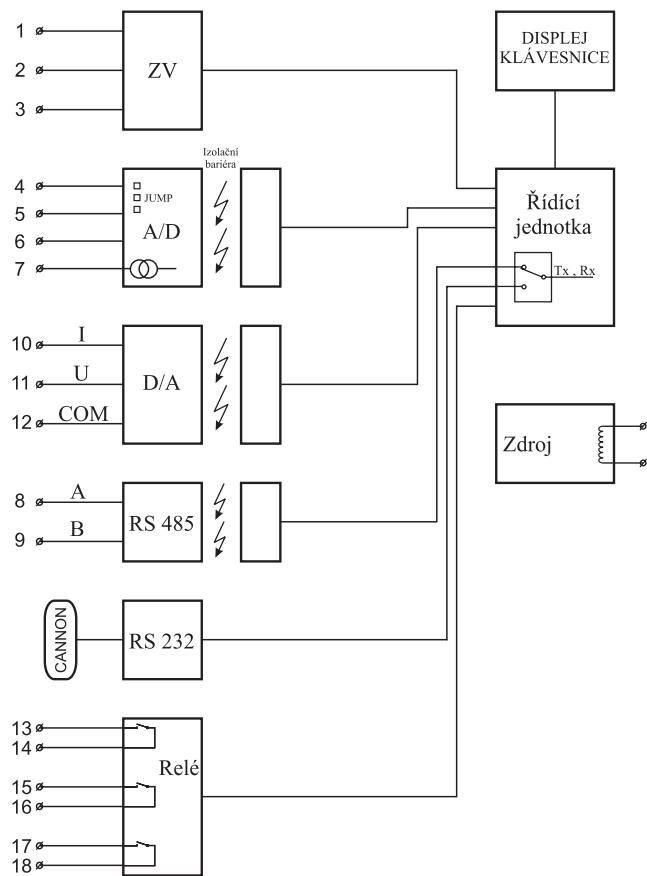 1
2
3
ZV
DISPLEJ
KLÁVESNICE
Izolační
bariéra
4
5
6
7
JUMP
A/D
Řídící
jednotka
Tx , Rx
10
I
11
U
12
COM
D/A
Zdroj
8
A
9
B
RS 485
CANNON
RS 232
13
14
15
16
17
18
Relé